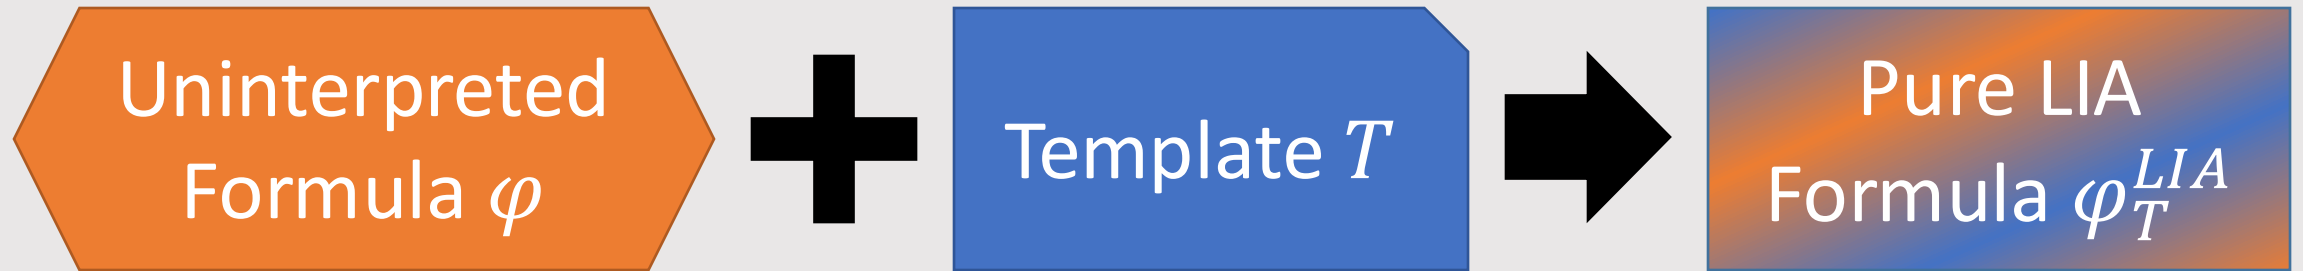 Uninterpreted
Formula φ
Template T
Pure LIA
Formula φ_T^{LIA}